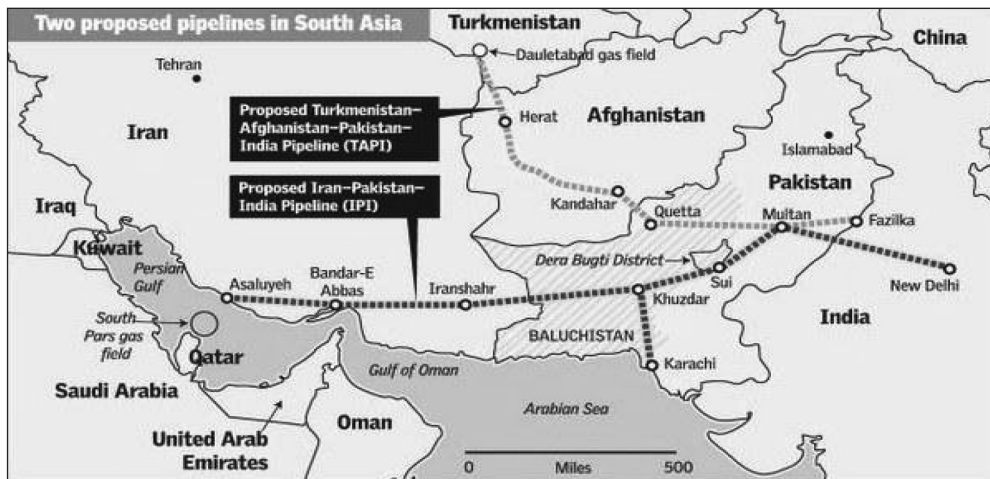 Two proposed pipelines in South Asia
Turkmenistan
China
Dauletabad gas field
Tehran
Proposed Turkmenistan–
Afghanistan–Pakistan–
India Pipeline (TAPI)
Herat
Afghanistan
Iran
Islamabad
Pakistan
Proposed Iran–Pakistan–
India Pipeline (IPI)
Iraq
Kandahar
Quetta
Multan
Fazilka
Kuwait
Persian
Gulf
Asaluyeh
Bandar-E
Abbas
Iranshahr
Dera Bugti District
Sui
Khuzdar
New Delhi
South
Pars gas
field
Qatar
BALUCHISTAN
India
Karachi
Gulf of Oman
Saudi Arabia
Oman
Arabian Sea
United Arab
Emirates
0
Miles
500